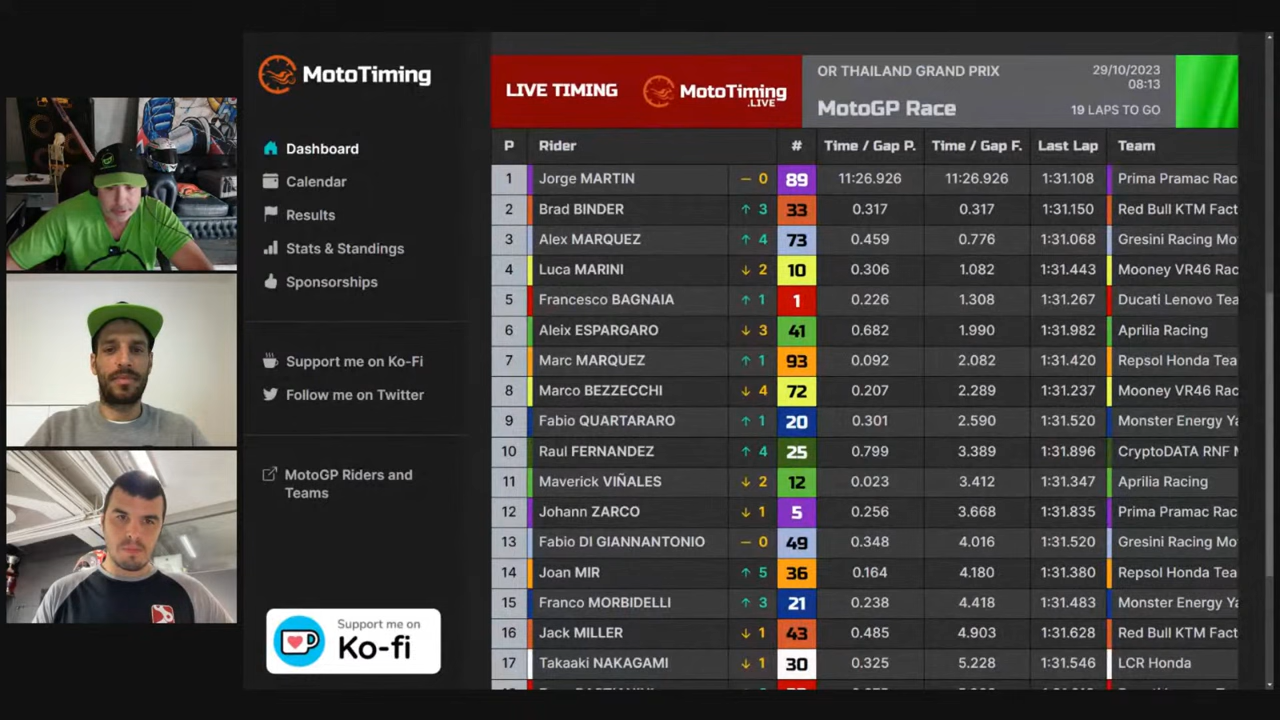 MotoTiming
Dashboard
Calendar
Results
Stats & Standings
Sponsorships
Support me on Ko-Fi
Follow me on Twitter
MotoGP Riders and
Teams
Support me on
Ko-fi
LIVE TIMING MotoTiming .LIVE
OR THAILAND GRAND PRIX 29/10/2023
08:13
MotoGP Race 19 LAPS TO GO
P Rider # Time / Gap P. Time / Gap F. Last Lap Team
1 Jorge MARTIN – 0 89 11:26.926 11:26.926 1:31.108 Prima Pramac Rac
2 Brad BINDER ↑ 3 33 0.317 0.317 1:31.150 Red Bull KTM Fact
3 Alex MARQUEZ ↑ 4 73 0.459 0.776 1:31.068 Gresini Racing Mo
4 Luca MARINI ↓ 2 10 0.306 1.082 1:31.443 Mooney VR46 Rac
5 Francesco BAGNAIA ↑ 1 1 0.226 1.308 1:31.267 Ducati Lenovo Tea
6 Aleix ESPARGARO ↓ 3 41 0.682 1.990 1:31.982 Aprilia Racing
7 Marc MARQUEZ ↑ 1 93 0.092 2.082 1:31.420 Repsol Honda Tea
8 Marco BEZZECCHI ↓ 4 72 0.207 2.289 1:31.237 Mooney VR46 Rac
9 Fabio QUARTARARO ↑ 1 20 0.301 2.590 1:31.520 Monster Energy Ya
10 Raul FERNANDEZ ↑ 4 25 0.799 3.389 1:31.896 CryptoDATA RNF M
11 Maverick VIÑALES ↓ 2 12 0.023 3.412 1:31.347 Aprilia Racing
12 Johann ZARCO ↓ 1 5 0.256 3.668 1:31.835 Prima Pramac Rac
13 Fabio DI GIANNANTONIO – 0 49 0.348 4.016 1:31.520 Gresini Racing Mo
14 Joan MIR ↑ 5 36 0.164 4.180 1:31.380 Repsol Honda Tea
15 Franco MORBIDELLI ↑ 3 21 0.238 4.418 1:31.483 Monster Energy Ya
16 Jack MILLER ↓ 1 43 0.485 4.903 1:31.628 Red Bull KTM Fact
17 Takaaki NAKAGAMI ↓ 1 30 0.325 5.228 1:31.546 LCR Honda